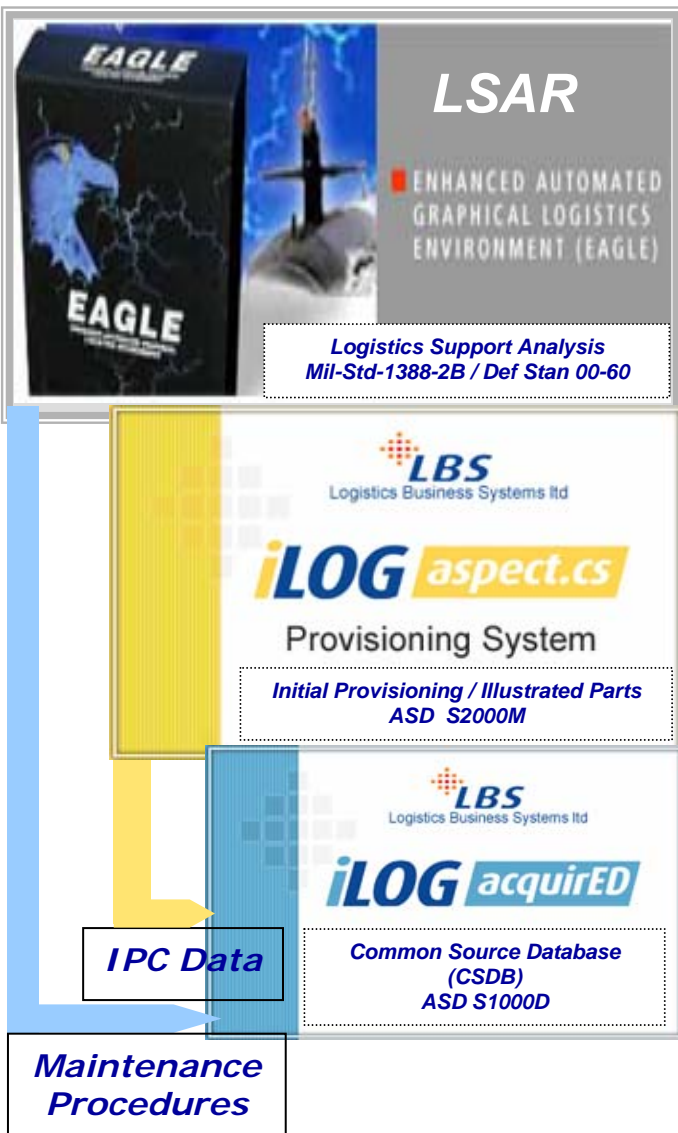 EAGLE
LSAR
ENHANCED AUTOMATED
GRAPHICAL LOGISTICS
ENVIRONMENT (EAGLE)
EAGLE
Logistics Support Analysis
Mil-Std-1388-2B / Def Stan 00-60
LBS
Logistics Business Systems ltd
iLOG aspect.cs
Provisioning System
Initial Provisioning / Illustrated Parts
ASD S2000M
LBS
Logistics Business Systems ltd
iLOG acquirED
IPC Data
Common Source Database
(CSDB)
ASD S1000D
Maintenance
Procedures